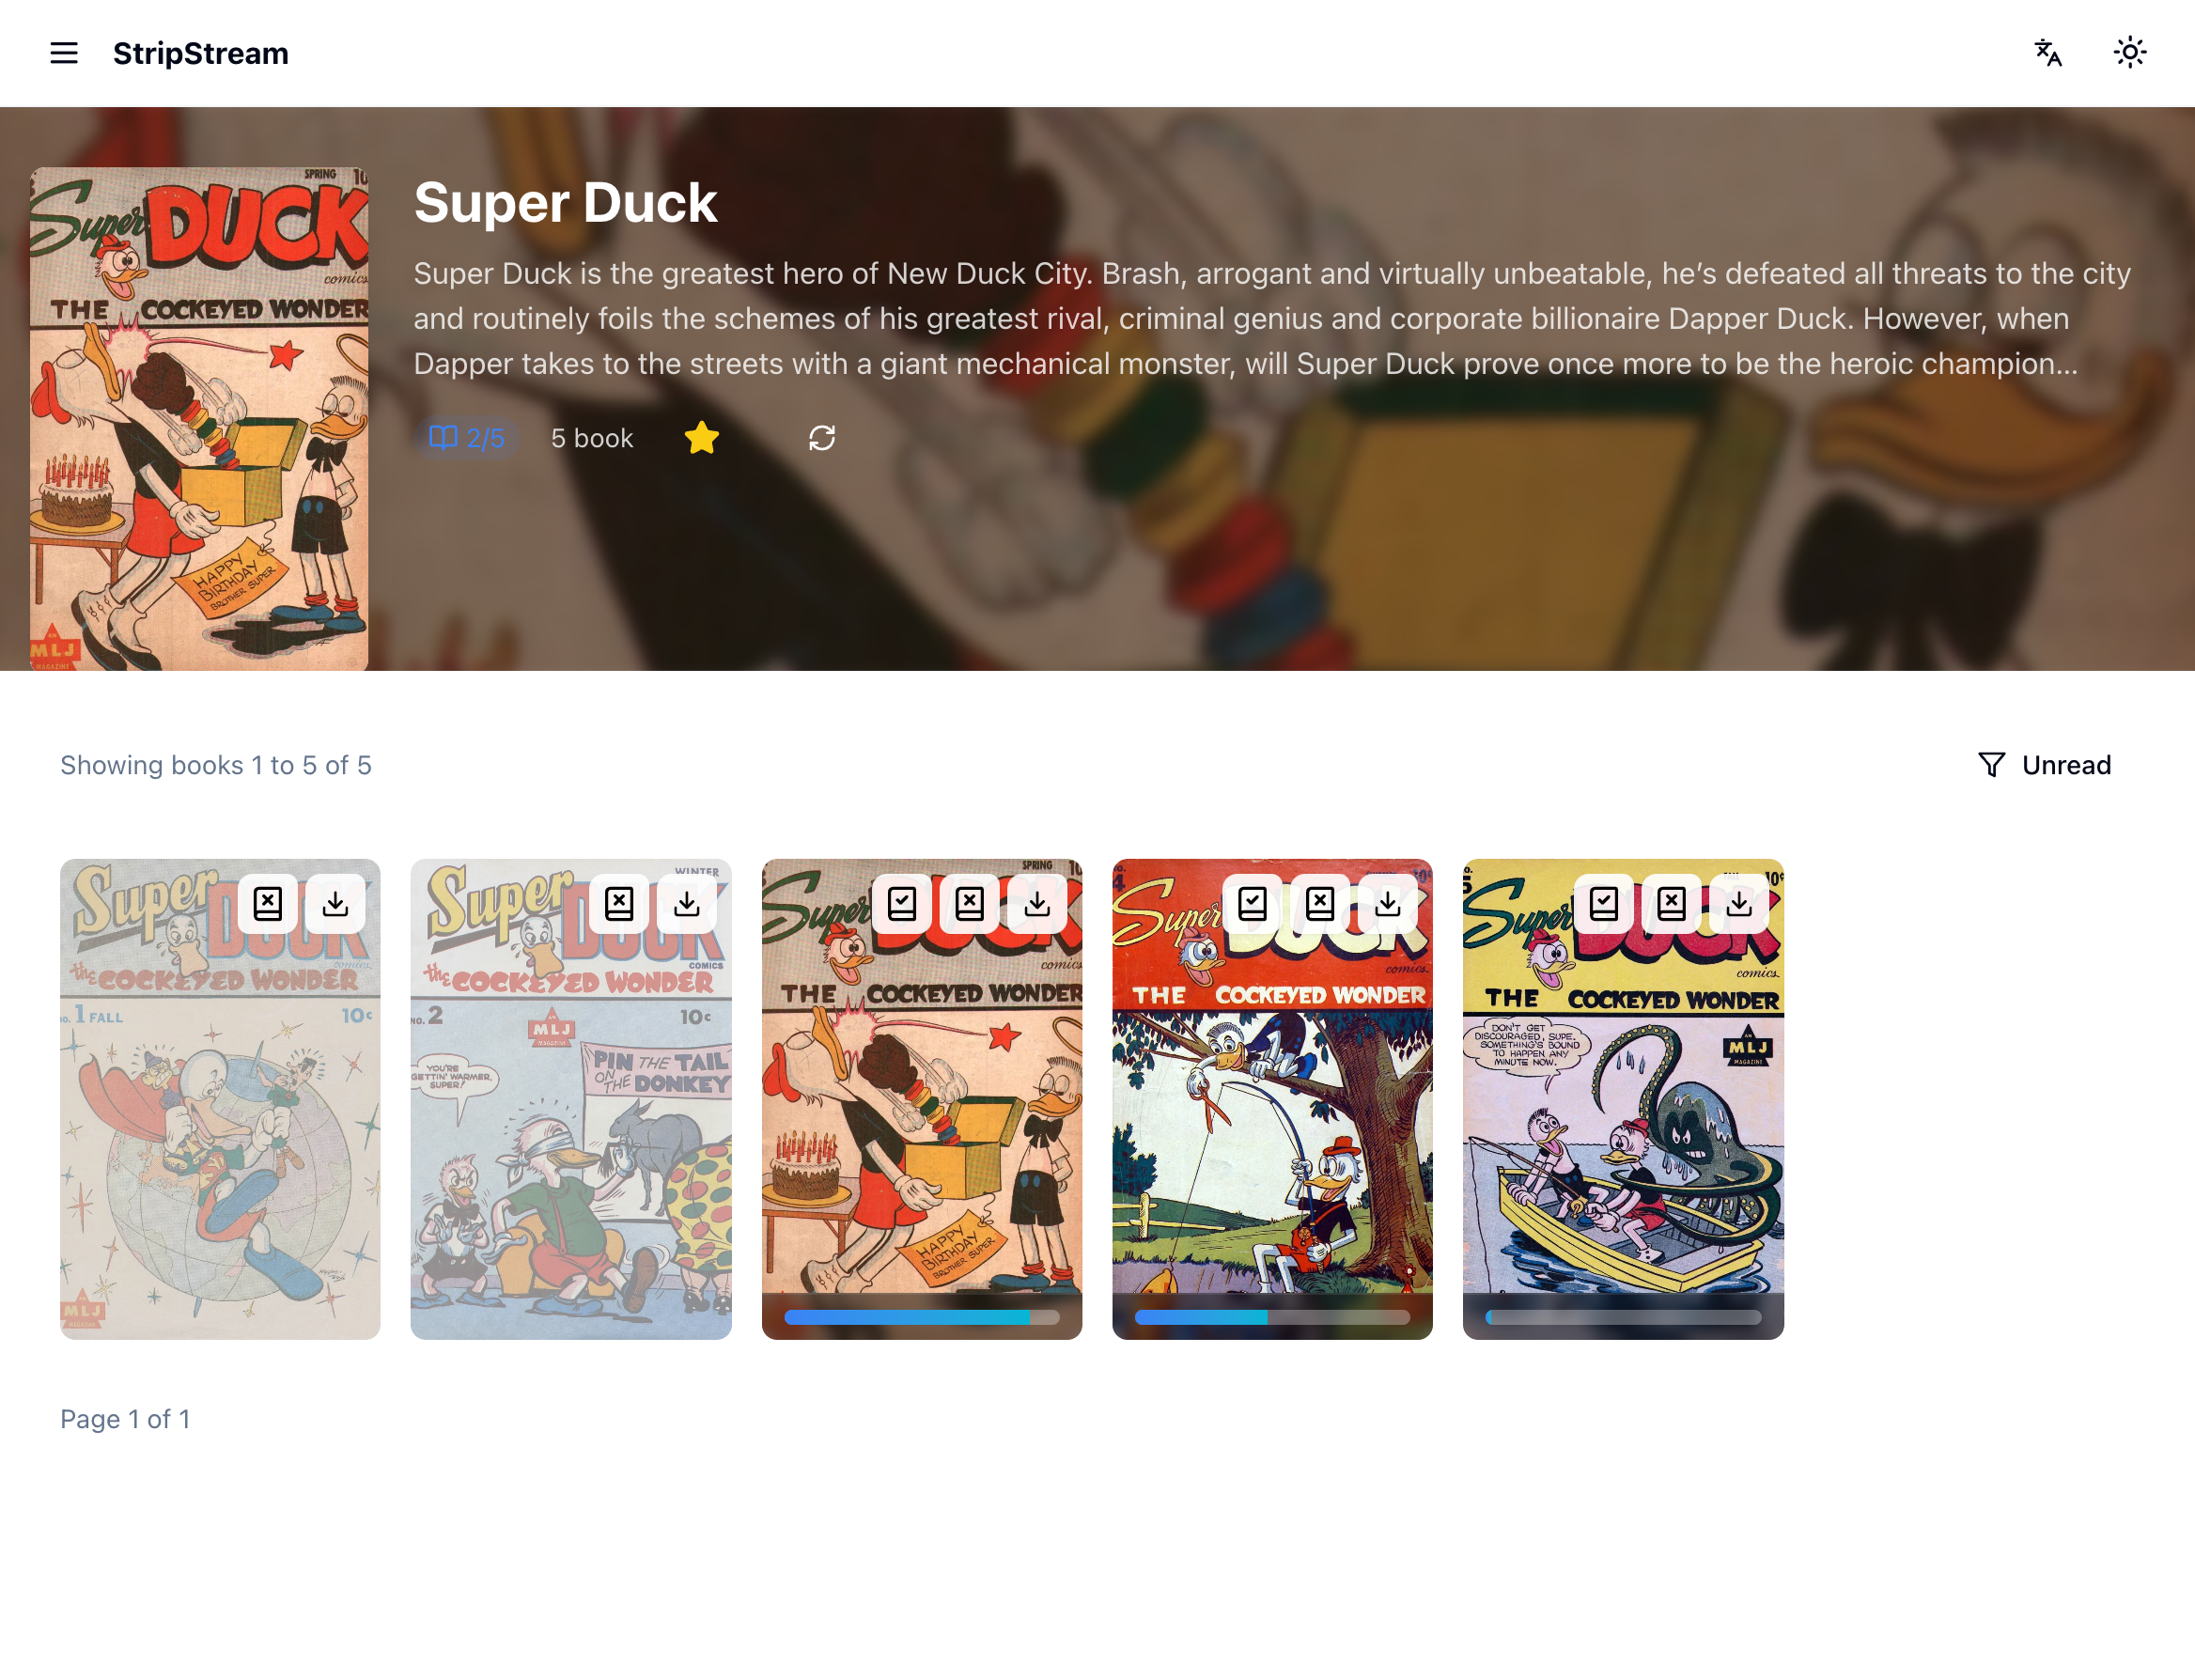 StripStream
SPRING 10
Super DUCK
comics
THE COCKEYED WONDER
HAPPY
BIRTHDAY
BROTHER SUPER
AN
MLJ
MAGAZINE
Super Duck
Super Duck is the greatest hero of New Duck City. Brash, arrogant and virtually unbeatable, he’s defeated all threats to the city
and routinely foils the schemes of his greatest rival, criminal genius and corporate billionaire Dapper Duck. However, when
Dapper takes to the streets with a giant mechanical monster, will Super Duck prove once more to be the heroic champion...
2/5
5 book
Showing books 1 to 5 of 5
Unread
Super DUCK
comics
the COCKEYED WONDER
NO. 1 FALL 10¢
AN
MLJ
MAGAZINE
WINTER
Super DUCK
COMICS
the COCKEYED WONDER
NO. 2 10¢
MLJ
MAGAZINE
YOU'RE
GETTIN' WARMER,
SUPER!
PIN THE TAIL
ON THE DONKEY
SPRING 10
Super DUCK
comics
THE COCKEYED WONDER
HAPPY
BIRTHDAY
BROTHER SUPER
4
Super DUCK
comics
THE COCKEYED WONDER
5 10¢
Super DUCK
comics
THE COCKEYED WONDER
DON'T GET
DISCOURAGED, SUPE.
SOMETHING'S BOUND
TO HAPPEN ANY
MINUTE NOW.
AN
MLJ
MAGAZINE
Page 1 of 1